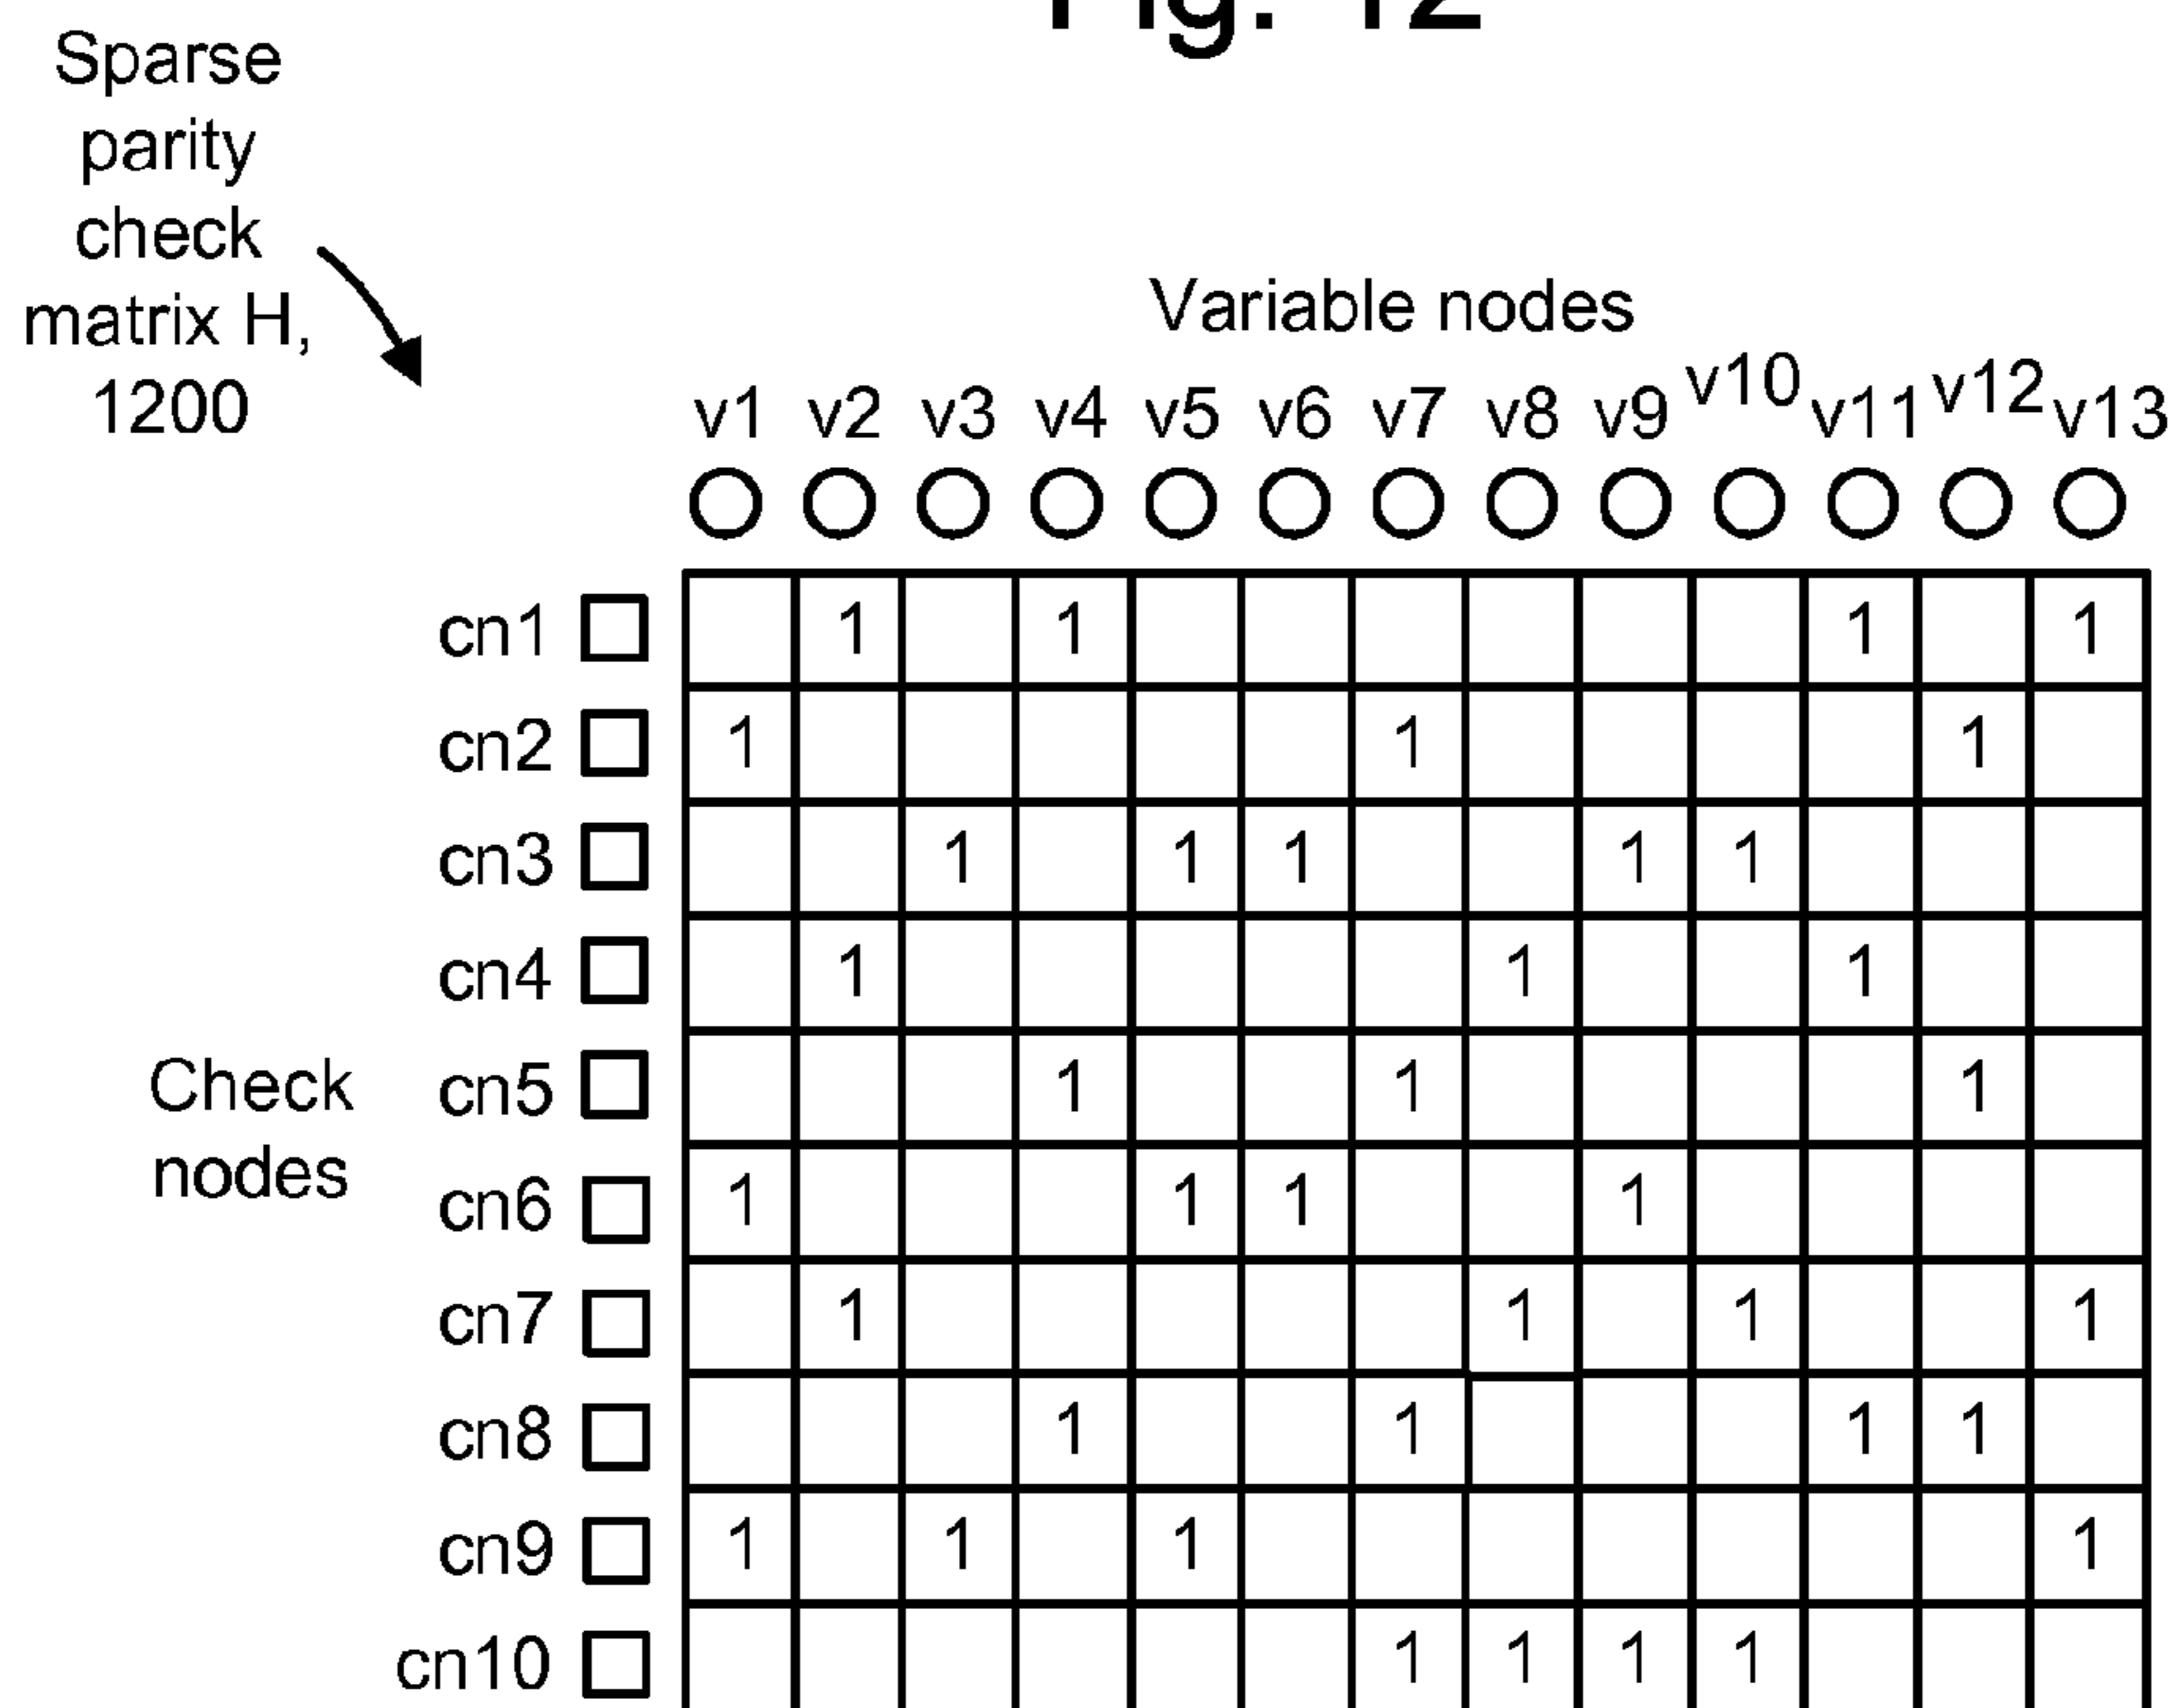 Fig. 12
Sparse
parity
check
matrix H,
1200
Variable nodes
v1 v2 v3 v4 v5 v6 v7 v8 v9 v10 v11 v12 v13
cn1 1 1 1 1
cn2 1 1 1
cn3 1 1 1 1 1
cn4 1 1 1
Check
nodes
cn5 1 1 1
cn6 1 1 1 1
cn7 1 1 1 1
cn8 1 1 1 1
cn9 1 1 1 1
cn10 1 1 1 1